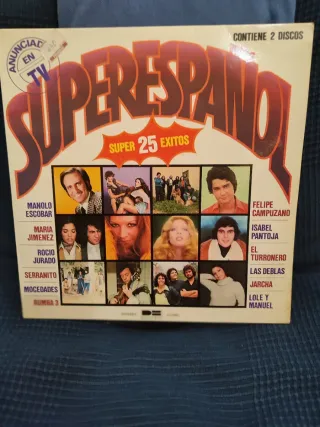 CONTIENE 2 DISCOS
ANUNCIADO
EN
TV
SUPERESPAÑOL
SUPER 25 EXITOS
MANOLO
ESCOBAR
MARIA
JIMENEZ
ROCIO
JURADO
SERRANITO
MOCEDADES
RUMBA 3
FELIPE
CAMPUZANO
ISABEL
PANTOJA
EL
TURRONERO
LAS DEBLAS
JARCHA
LOLE Y
MANUEL